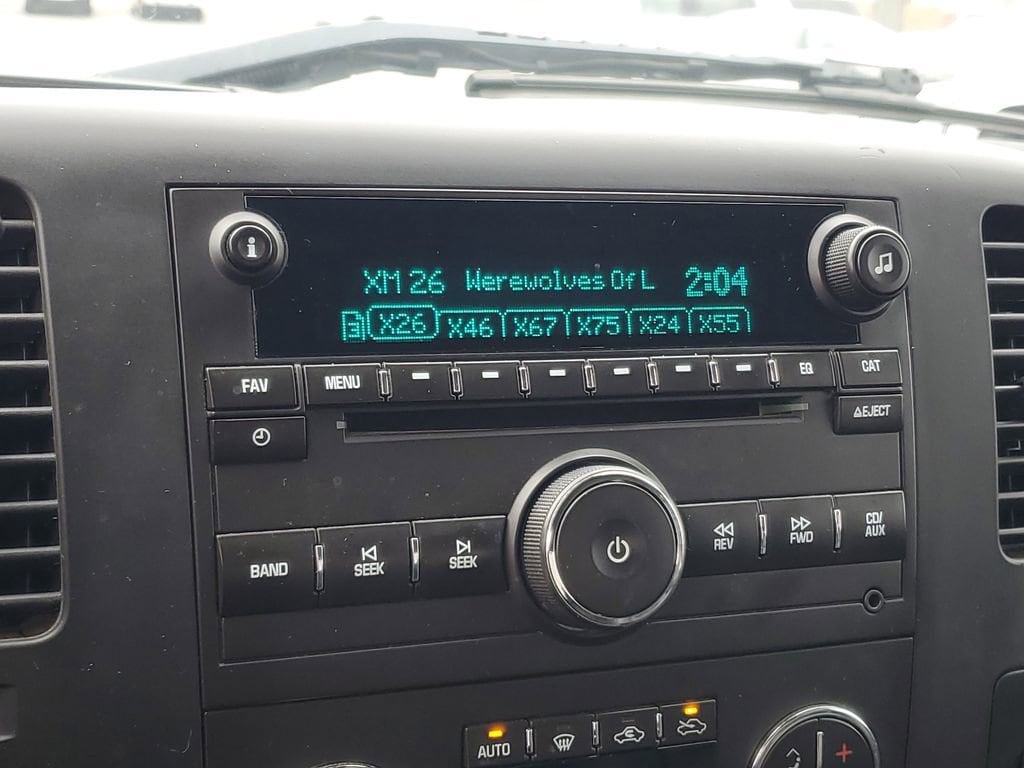 i
XM 26 Werewolves Of L 2:04
X26 X46 X67 X75 X24 X55
FAV MENU EQ CAT
≜EJECT
BAND SEEK SEEK REV FWD CD/AUX
AUTO